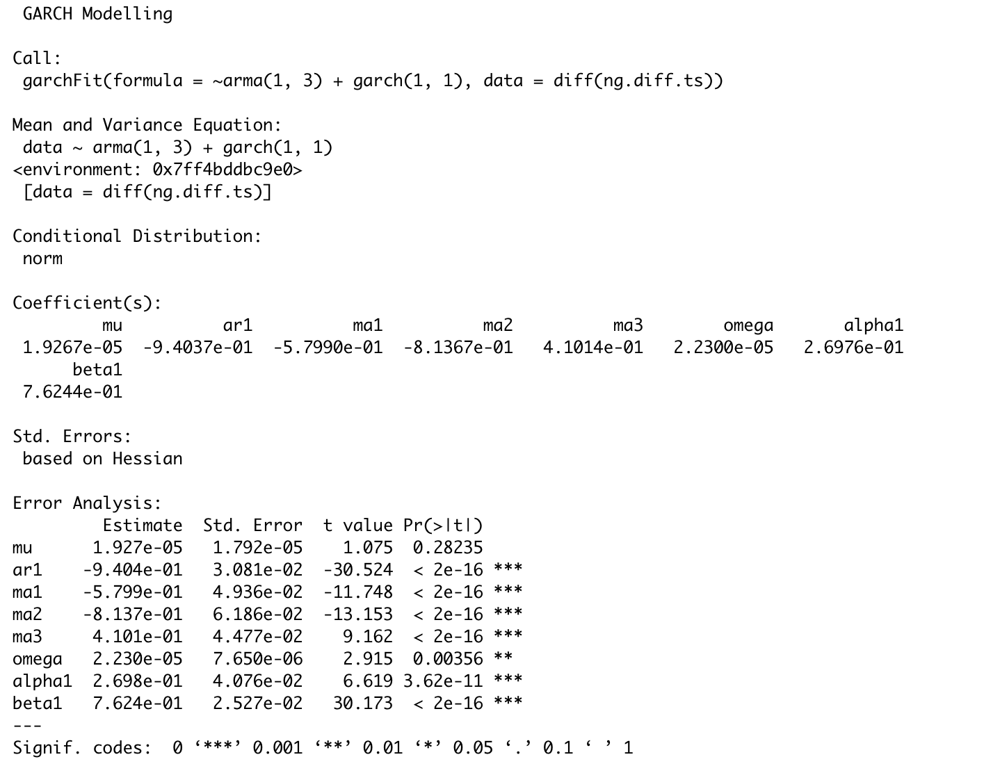 GARCH Modelling
Call:
garchFit(formula = ~arma(1, 3) + garch(1, 1), data = diff(ng.diff.ts))
Mean and Variance Equation:
data ~ arma(1, 3) + garch(1, 1)
<environment: 0x7ff4bddbc9e0>
[data = diff(ng.diff.ts)]
Conditional Distribution:
norm
Coefficient(s):
mu ar1 ma1 ma2 ma3 omega alpha1
1.9267e-05 -9.4037e-01 -5.7990e-01 -8.1367e-01 4.1014e-01 2.2300e-05 2.6976e-01
beta1
7.6244e-01
Std. Errors:
based on Hessian
Error Analysis:
Estimate Std. Error t value Pr(>|t|)
mu 1.927e-05 1.792e-05 1.075 0.28235
ar1 -9.404e-01 3.081e-02 -30.524 < 2e-16 ***
ma1 -5.799e-01 4.936e-02 -11.748 < 2e-16 ***
ma2 -8.137e-01 6.186e-02 -13.153 < 2e-16 ***
ma3 4.101e-01 4.477e-02 9.162 < 2e-16 ***
omega 2.230e-05 7.650e-06 2.915 0.00356 **
alpha1 2.698e-01 4.076e-02 6.619 3.62e-11 ***
beta1 7.624e-01 2.527e-02 30.173 < 2e-16 ***
---
Signif. codes: 0 ‘***’ 0.001 ‘**’ 0.01 ‘*’ 0.05 ‘.’ 0.1 ‘ ’ 1